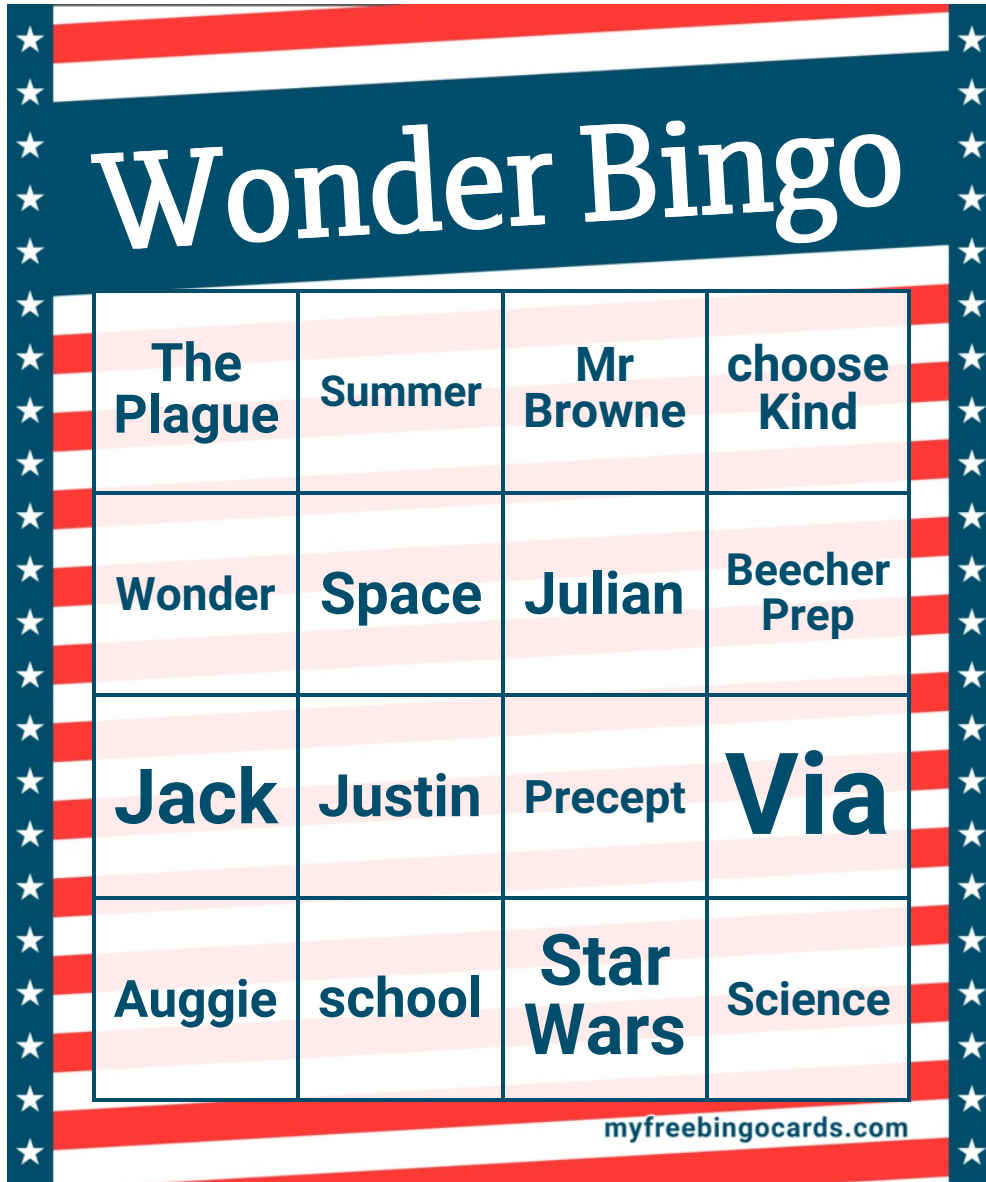 Wonder Bingo
The
Plague
Summer
Mr
Browne
choose
Kind
Wonder
Space
Julian
Beecher
Prep
Jack
Justin
Precept
Via
Auggie
school
Star
Wars
Science
myfreebingocards.com